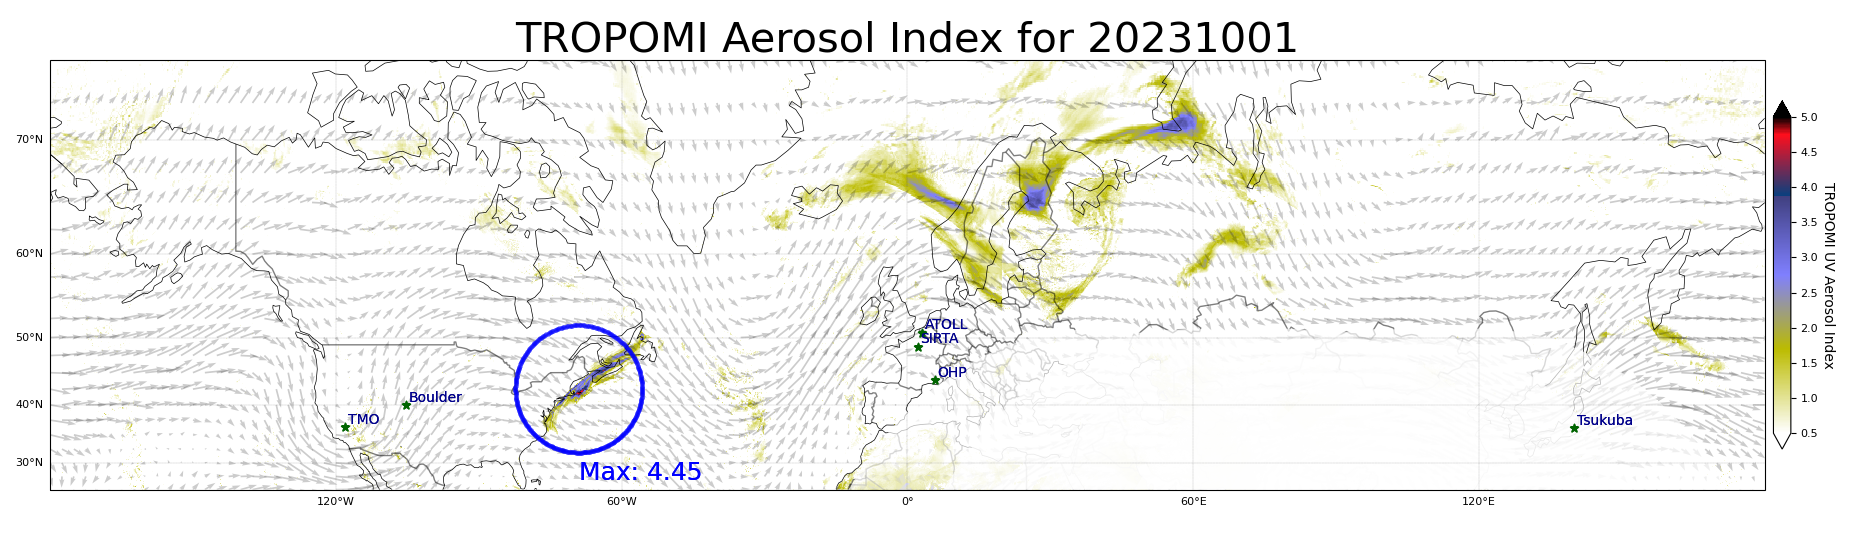 TROPOMI Aerosol Index for 20231001
70°N
60°N
50°N
40°N
30°N
120°W
60°W
0°
60°E
120°E
ATOLL
SIRTA
OHP
Boulder
TMO
Tsukuba
Max: 4.45
5.0
4.5
4.0
3.5
3.0
2.5
2.0
1.5
1.0
0.5
TROPOMI UV Aerosol Index